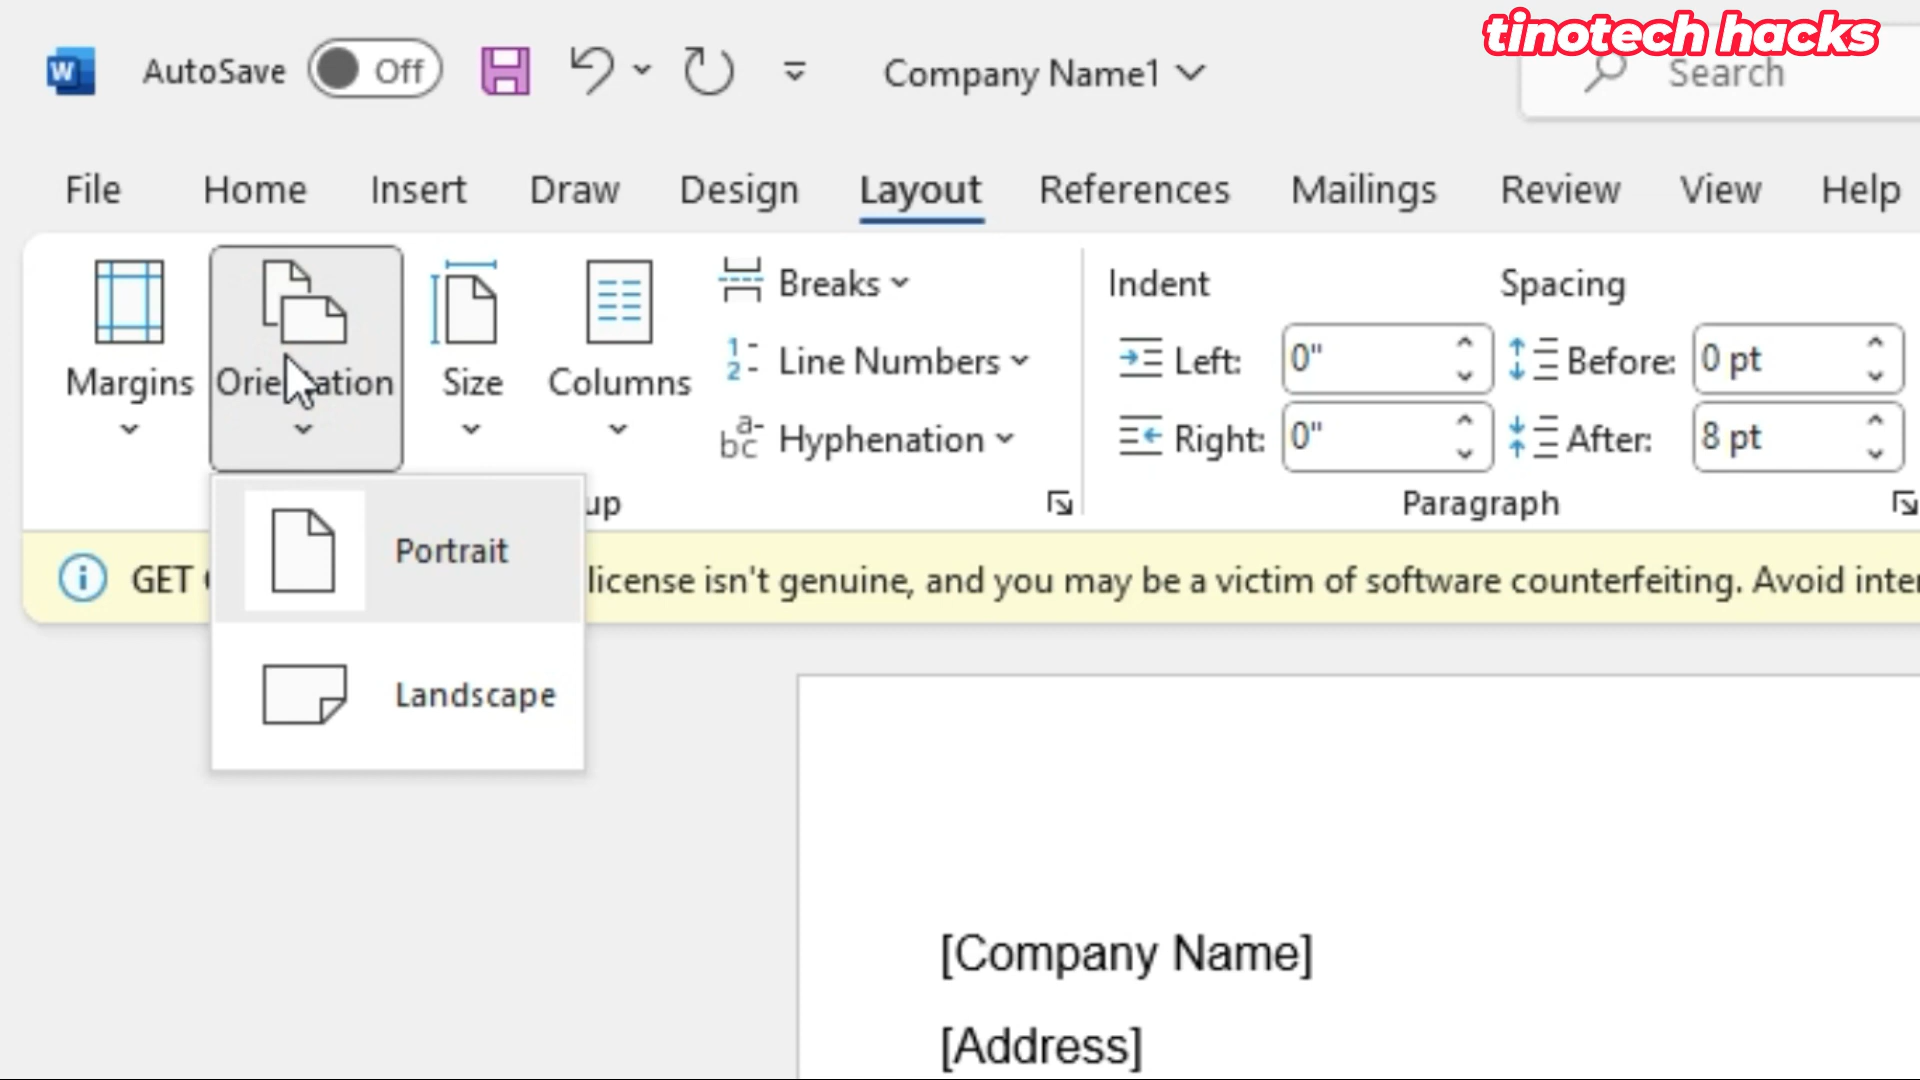 tinotech hacks
AutoSave Off Company Name1 Search
File Home Insert Draw Design Layout References Mailings Review View Help
Margins Orientation Size Columns
Breaks
Line Numbers
Hyphenation
Indent Spacing
Left: 0" Before: 0 pt
Right: 0" After: 8 pt
Paragraph
Portrait
Landscape
GET license isn't genuine, and you may be a victim of software counterfeiting. Avoid
[Company Name]
[Address]